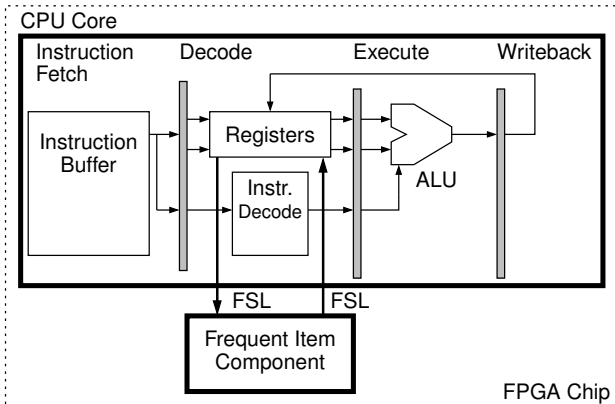 CPU Core
Instruction
Fetch
Decode
Execute
Writeback
Instruction
Buffer
Registers
Instr.
Decode
ALU
FSL
FSL
Frequent Item
Component
FPGA Chip